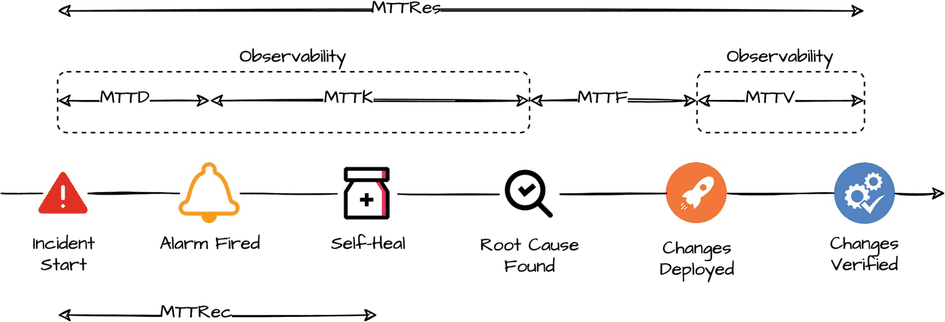 MTTRes
Observability
Observability
MTTD
MTTK
MTTF
MTTV
Incident
Start
Alarm Fired
Self-Heal
Root Cause
Found
Changes
Deployed
Changes
Verified
MTTRec